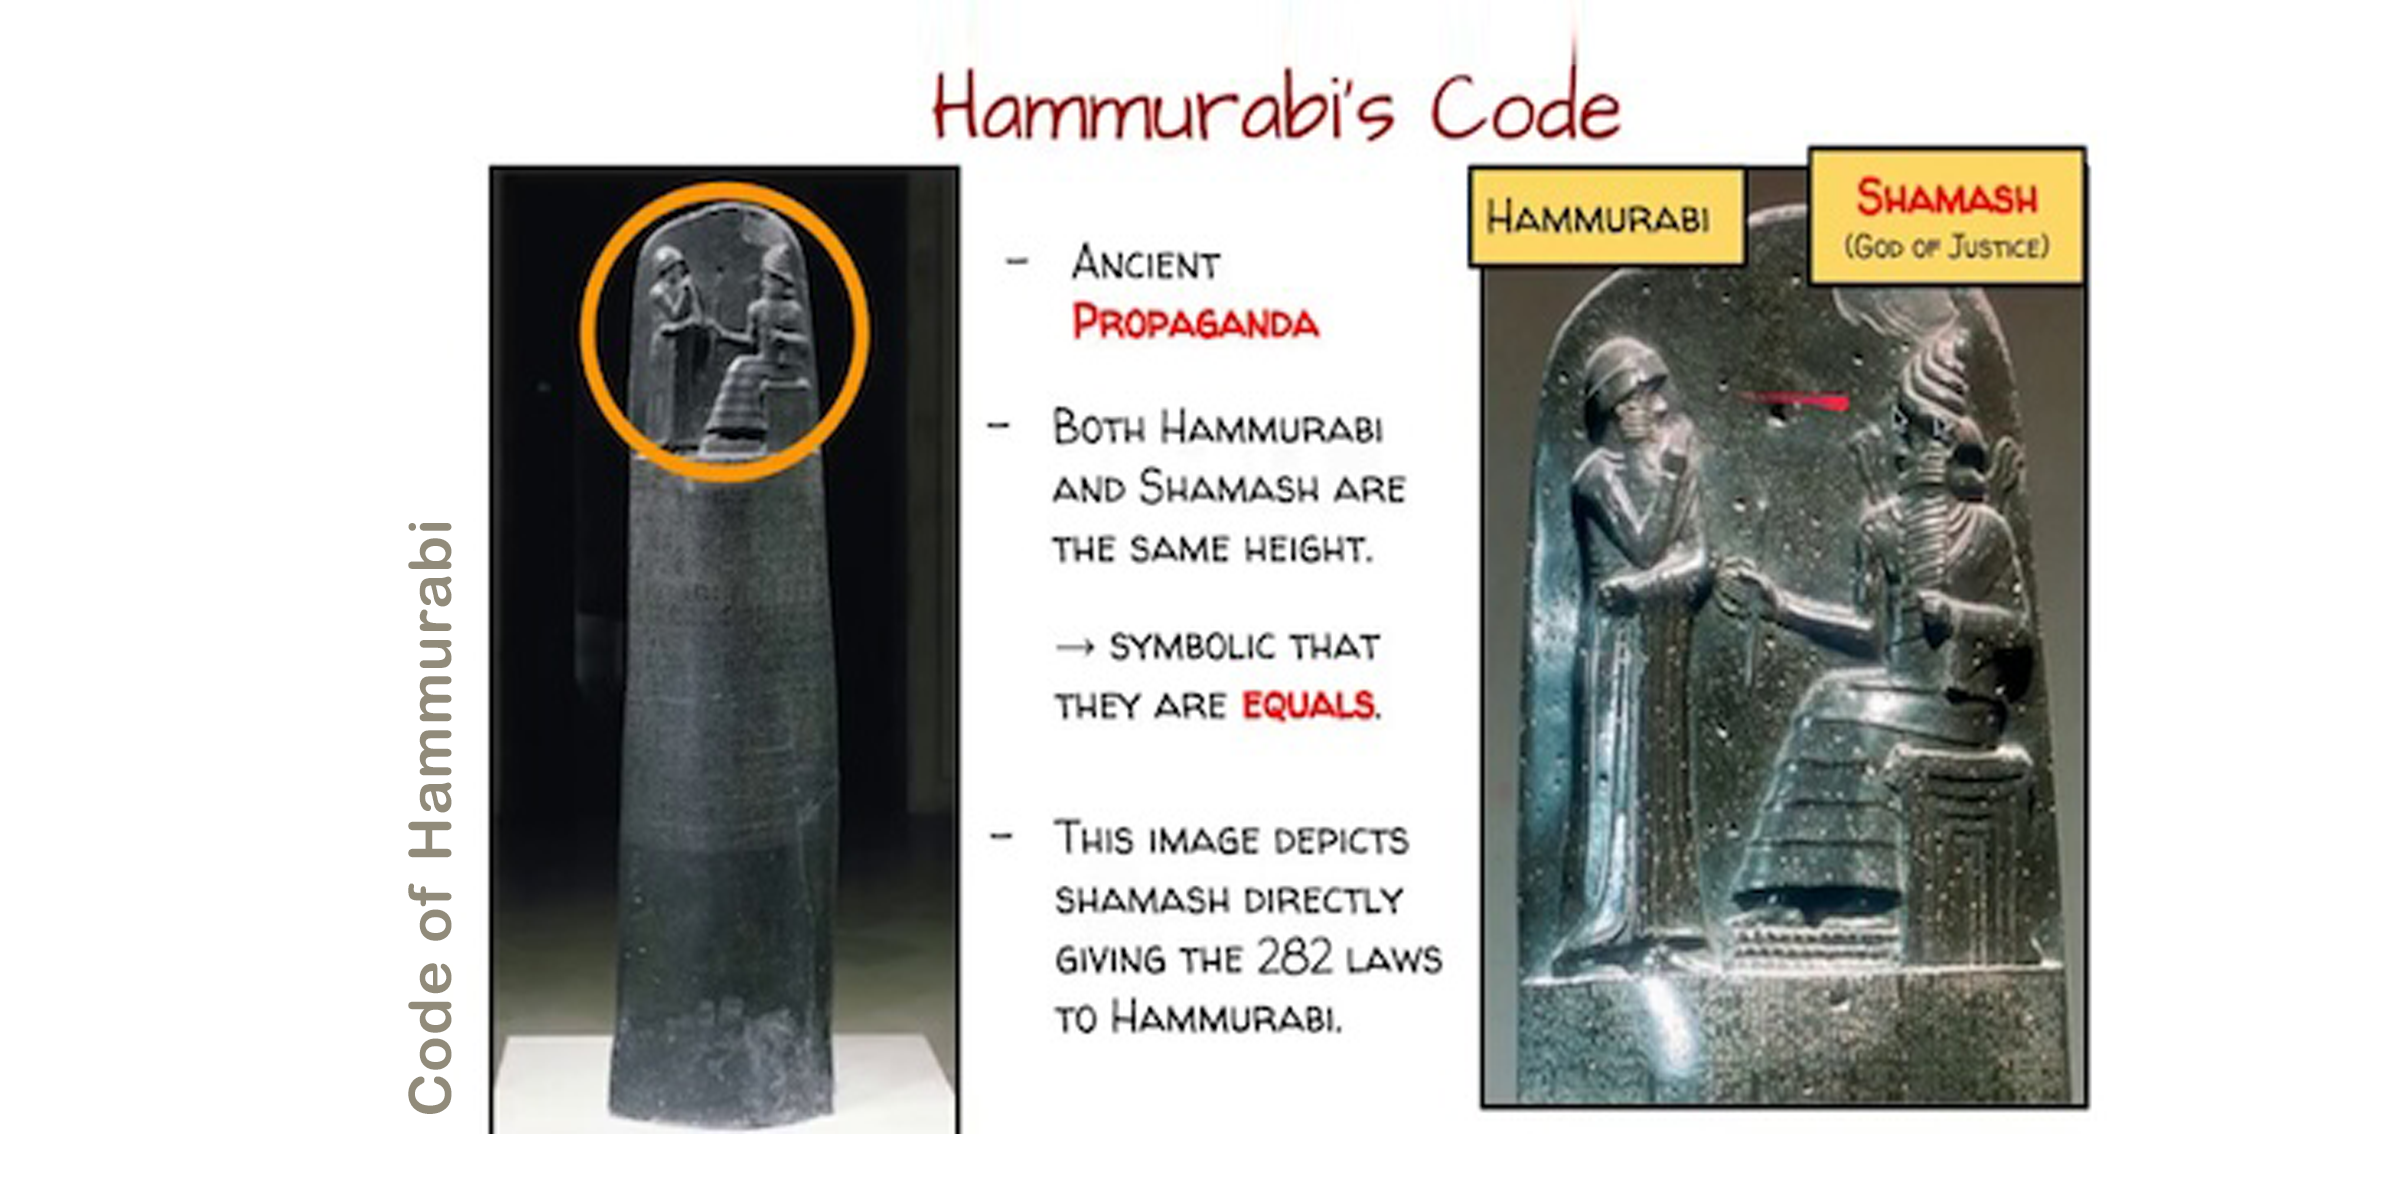 Hammurabi's Code
Code of Hammurabi
- Ancient
Propaganda
- Both Hammurabi
and Shamash are
the same height.
→ symbolic that
they are equals.
- This image depicts
shamash directly
giving the 282 laws
to Hammurabi.
Hammurabi
Shamash
(God of Justice)